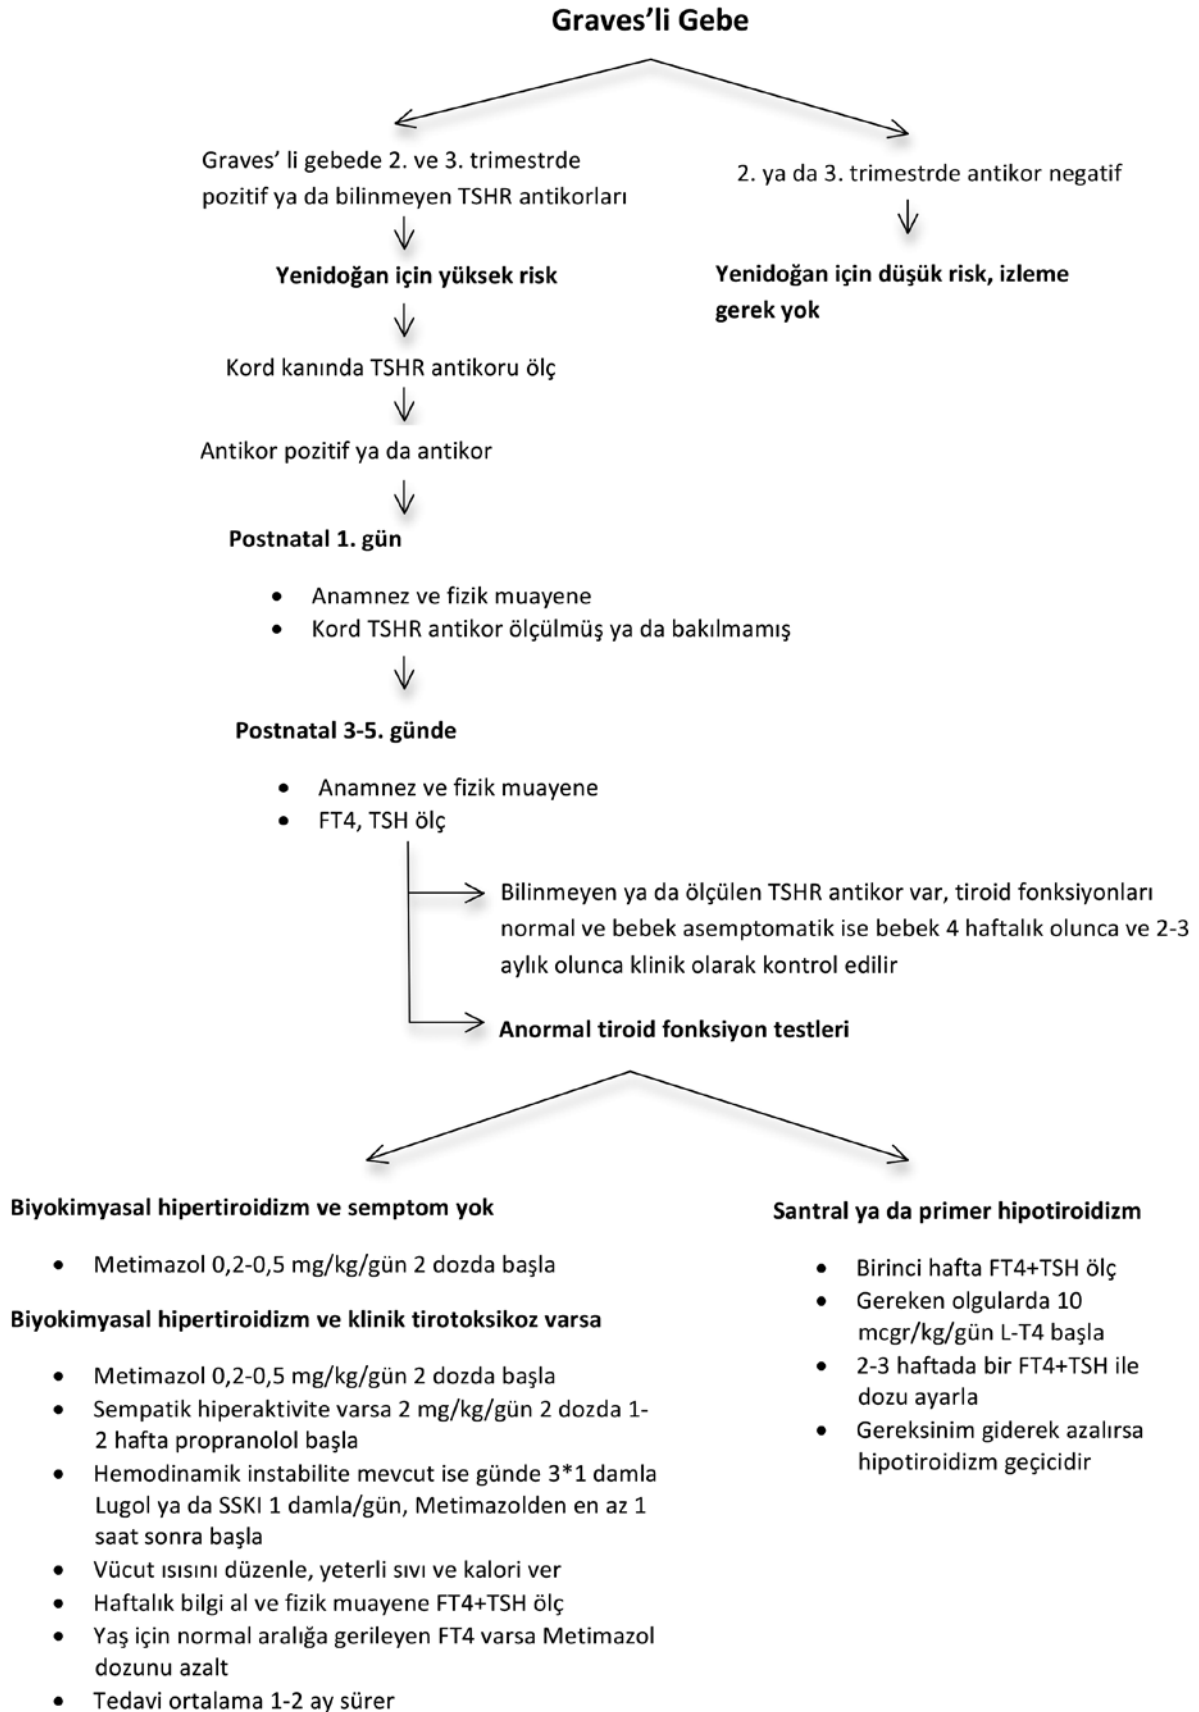 Graves’li Gebe
Graves’ li gebede 2. ve 3. trimestrde
pozitif ya da bilinmeyen TSHR antikorları
2. ya da 3. trimestrde antikor negatif
Yenidoğan için yüksek risk
Yenidoğan için düşük risk, izleme
gerek yok
Kord kanında TSHR antikoru ölç
Antikor pozitif ya da antikor
Postnatal 1. gün
• Anamnez ve fizik muayene
• Kord TSHR antikor ölçülmüş ya da bakılmamış
Postnatal 3-5. günde
• Anamnez ve fizik muayene
• FT4, TSH ölç
Bilinmeyen ya da ölçülen TSHR antikor var, tiroid fonksiyonları
normal ve bebek asemptomatik ise bebek 4 haftalık olunca ve 2-3
aylık olunca klinik olarak kontrol edilir
Anormal tiroid fonksiyon testleri
Biyokimyasal hipertiroidizm ve semptom yok
• Metimazol 0,2-0,5 mg/kg/gün 2 dozda başla
Biyokimyasal hipertiroidizm ve klinik tirotoksikoz varsa
• Metimazol 0,2-0,5 mg/kg/gün 2 dozda başla
• Sempatik hiperaktivite varsa 2 mg/kg/gün 2 dozda 1-
2 hafta propranolol başla
• Hemodinamik instabilite mevcut ise günde 3*1 damla
Lugol ya da SSKI 1 damla/gün, Metimazolden en az 1
saat sonra başla
• Vücut ısısını düzenle, yeterli sıvı ve kalori ver
• Haftalık bilgi al ve fizik muayene FT4+TSH ölç
• Yaş için normal aralığa gerileyen FT4 varsa Metimazol
dozunu azalt
• Tedavi ortalama 1-2 ay sürer
Santral ya da primer hipotiroidizm
• Birinci hafta FT4+TSH ölç
• Gereken olgularda 10
mcgr/kg/gün L-T4 başla
• 2-3 haftada bir FT4+TSH ile
dozu ayarla
• Gereksinim giderek azalırsa
hipotiroidizm geçicidir